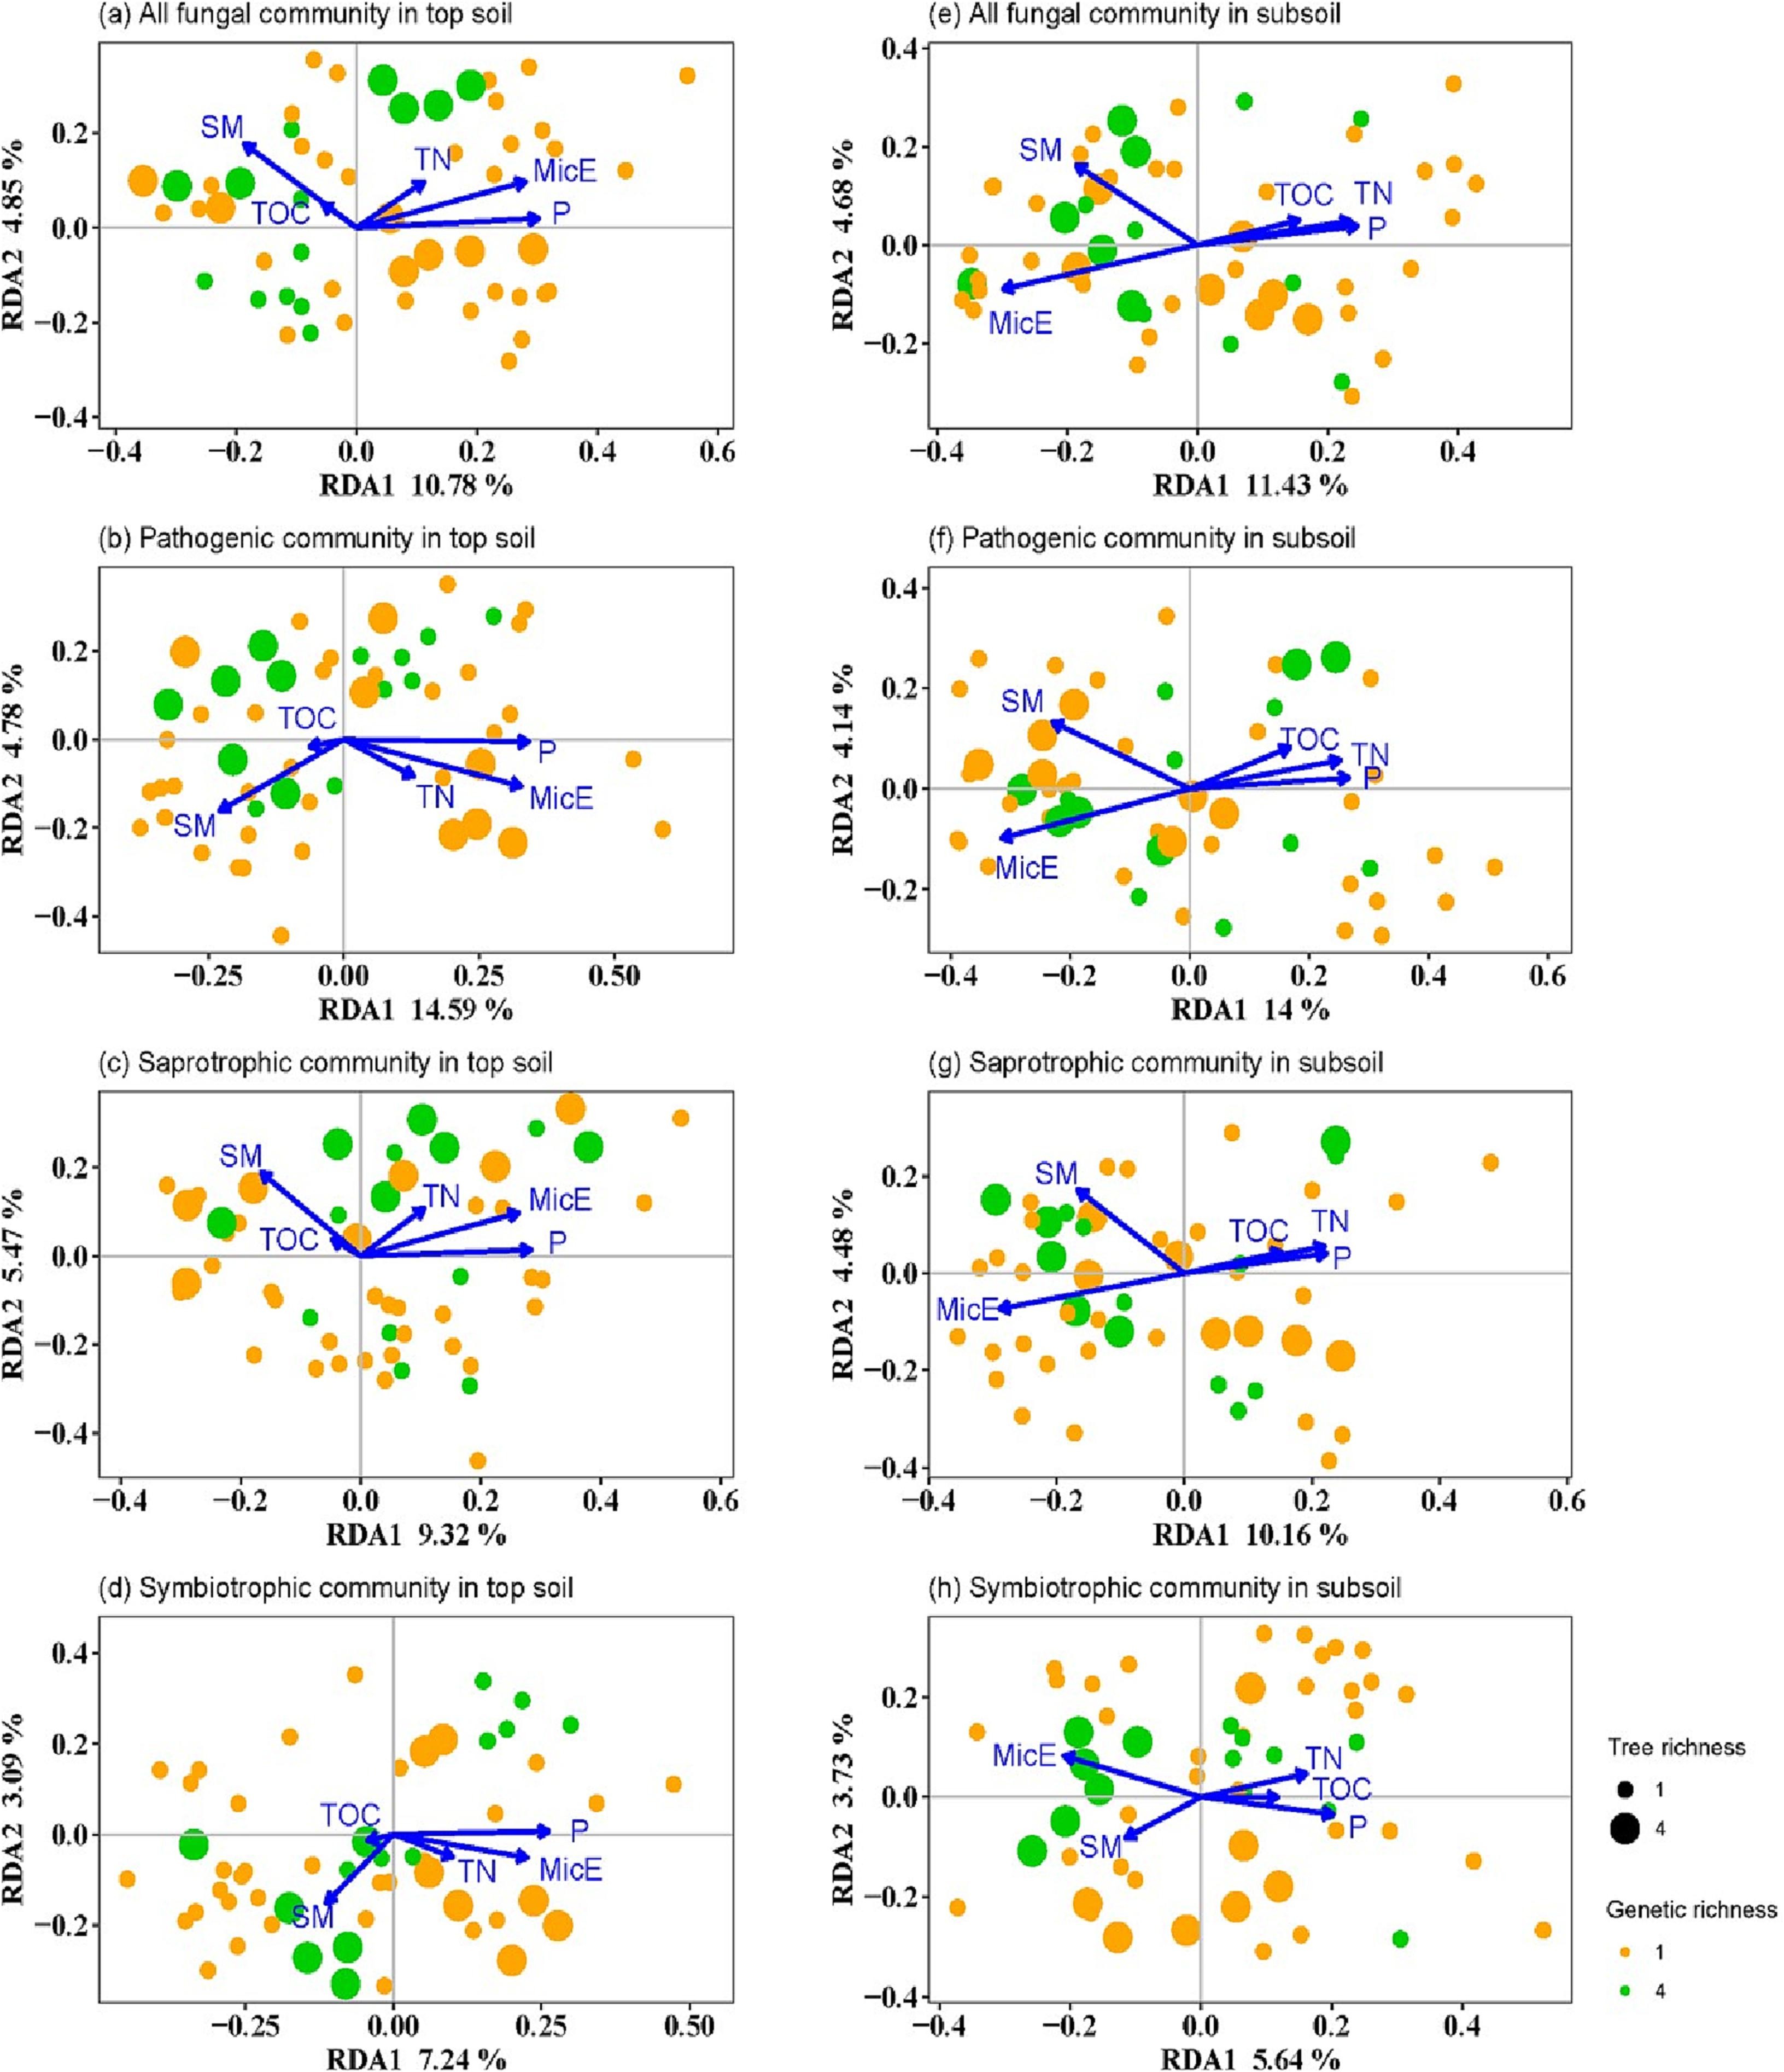 (a) All fungal community in top soil
RDA2 4.85 %
0.2
0.0
−0.2
−0.4
SM
TOC
TN
MicE
P
−0.4 −0.2 0.0 0.2 0.4 0.6
RDA1 10.78 %
(e) All fungal community in subsoil
RDA2 4.68 %
0.4
0.2
0.0
−0.2
SM
TOC TN
P
MicE
−0.4 −0.2 0.0 0.2 0.4
RDA1 11.43 %
(b) Pathogenic community in top soil
RDA2 4.78 %
0.2
0.0
−0.2
−0.4
TOC
P
TN
MicE
SM
−0.25 0.00 0.25 0.50
RDA1 14.59 %
(f) Pathogenic community in subsoil
RDA2 4.14 %
0.4
0.2
0.0
−0.2
SM
TOC
TN
P
MicE
−0.4 −0.2 0.0 0.2 0.4 0.6
RDA1 14 %
(c) Saprotrophic community in top soil
RDA2 5.47 %
0.2
0.0
−0.2
−0.4
SM
TN
MicE
TOC
P
−0.4 −0.2 0.0 0.2 0.4 0.6
RDA1 9.32 %
(g) Saprotrophic community in subsoil
RDA2 4.48 %
0.2
0.0
−0.2
−0.4
SM
TOC
TN
P
MicE
−0.4 −0.2 0.0 0.2 0.4 0.6
RDA1 10.16 %
(d) Symbiotrophic community in top soil
RDA2 3.09 %
0.4
0.2
0.0
−0.2
TOC
P
TN
MicE
SM
−0.25 0.00 0.25 0.50
RDA1 7.24 %
(h) Symbiotrophic community in subsoil
RDA2 3.73 %
0.2
0.0
−0.2
−0.4
MicE
TN
TOC
P
SM
−0.4 −0.2 0.0 0.2 0.4
RDA1 5.64 %
Tree richness
1
4
Genetic richness
1
4